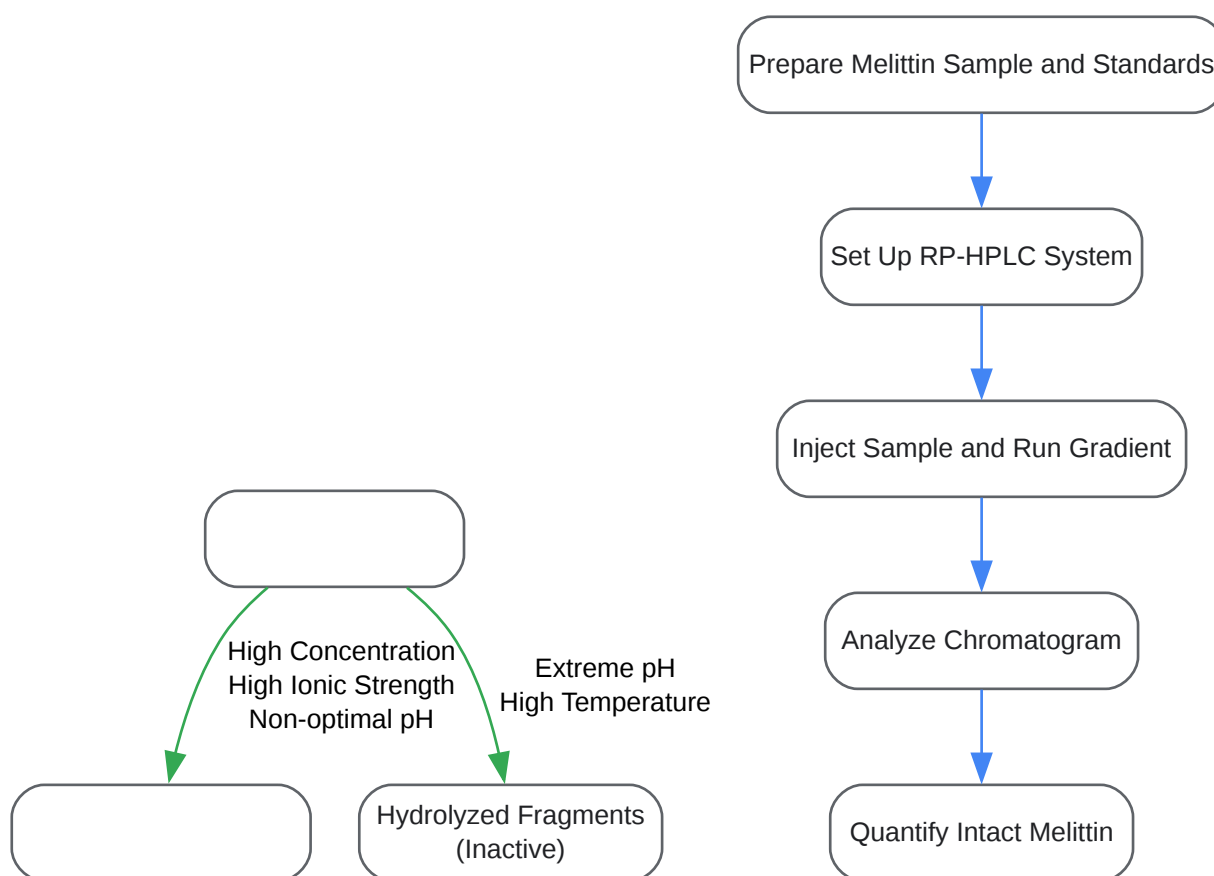 Prepare Melittin Sample and Standards
Set Up RP-HPLC System
Inject Sample and Run Gradient
Analyze Chromatogram
Quantify Intact Melittin
High Concentration
High Ionic Strength
Non-optimal pH
Extreme pH
High Temperature
Hydrolyzed Fragments
(Inactive)